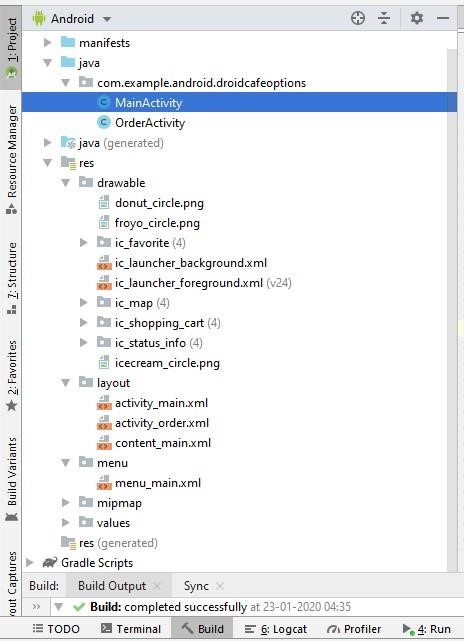 Android
1: Project
Resource Manager
7: Structure
2: Favorites
Build Variants
out Captures
manifests
java
com.example.android.droidcafeoptions
MainActivity
OrderActivity
java (generated)
res
drawable
donut_circle.png
froyo_circle.png
ic_favorite (4)
ic_launcher_background.xml
ic_launcher_foreground.xml (v24)
ic_map (4)
ic_shopping_cart (4)
ic_status_info (4)
icecream_circle.png
layout
activity_main.xml
activity_order.xml
content_main.xml
menu
menu_main.xml
mipmap
values
res (generated)
Gradle Scripts
Build: Build Output × Sync ×
» Build: completed successfully at 23-01-2020 04:35
TODO Terminal Build 6: Logcat Profiler 4: Run